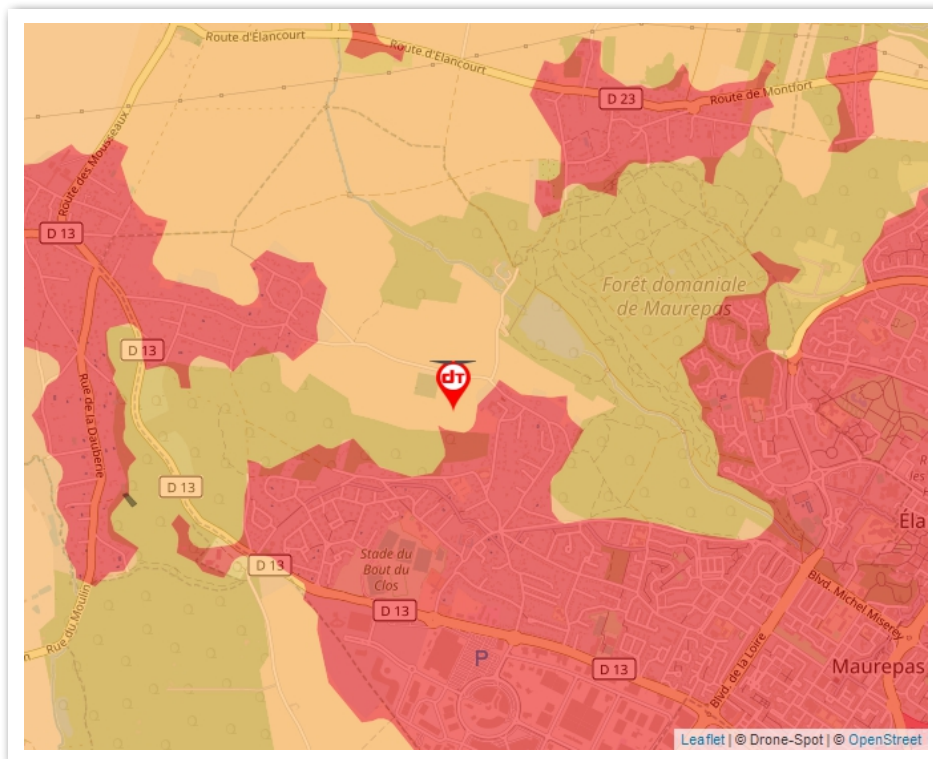 Route d'Élancourt
Route d'Élancourt
D 23
Route de Montfort
Route des Mousseaux
D 13
Forêt domaniale
de Maurepas
D 13
dT
Rue de la Dauberie
D 13
Éla
Stade du
Bout du
Clos
D 13
Blvd. Michel Miserey
Rue du Moulin
D 13
P
D 13
Blvd. de la Loire
Maurepas
Leaflet | © Drone-Spot | © OpenStreet